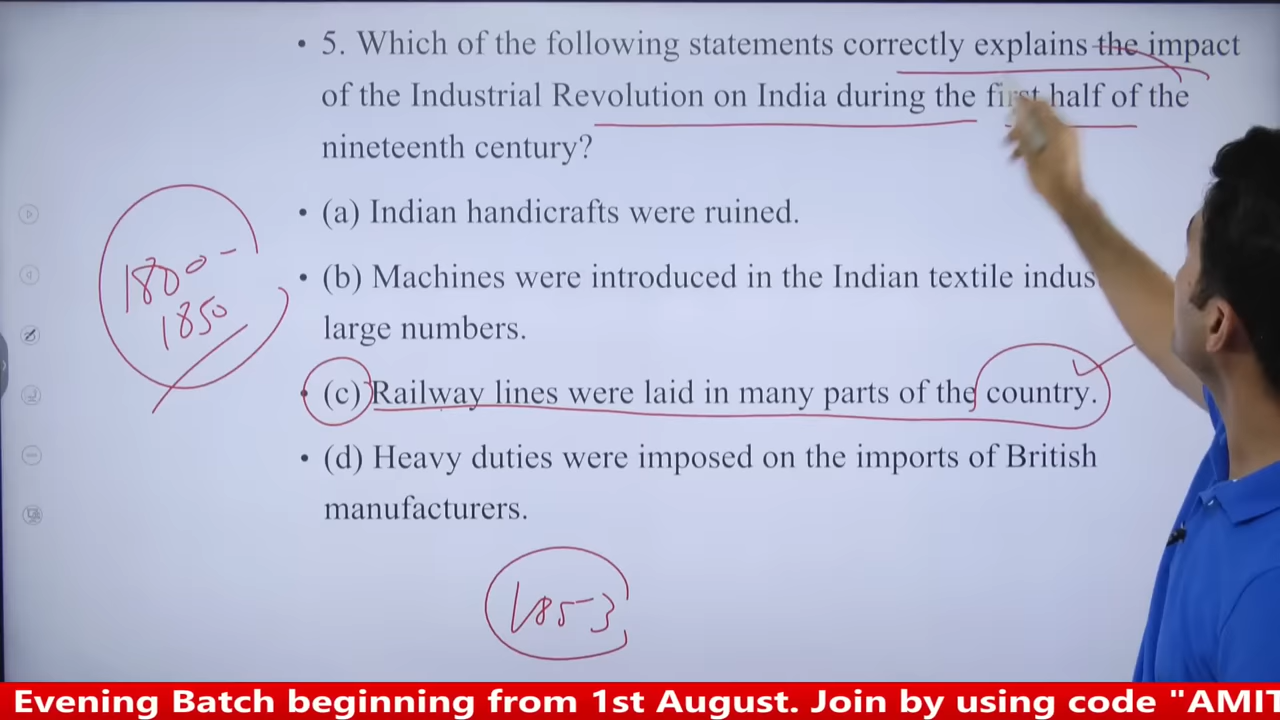 • 5. Which of the following statements correctly explains the impact
of the Industrial Revolution on India during the first half of the
nineteenth century?
• (a) Indian handicrafts were ruined.
• (b) Machines were introduced in the Indian textile indus
large numbers.
• (c) Railway lines were laid in many parts of the country.
• (d) Heavy duties were imposed on the imports of British
manufacturers.
1800-
1850
1853
Evening Batch beginning from 1st August. Join by using code "AMIT